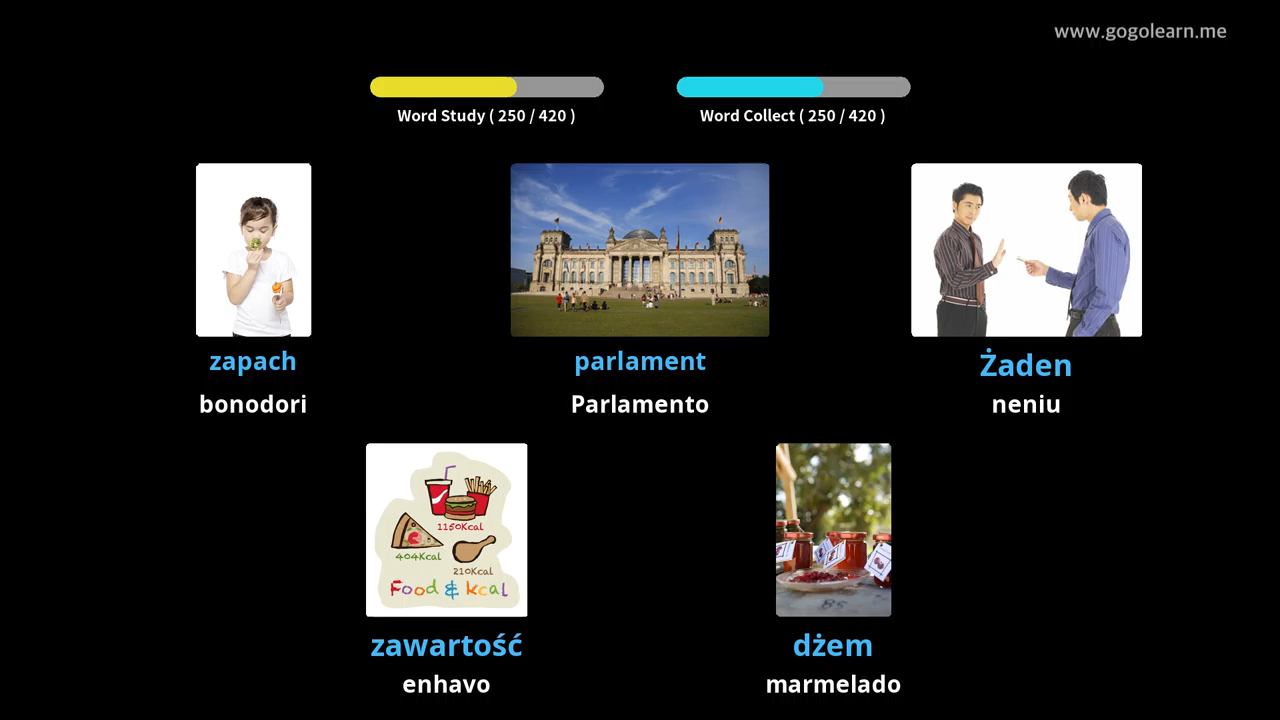 www.gogolearn.me
Word Study ( 250 / 420 )
Word Collect ( 250 / 420 )
zapach
parlament
Żaden
bonodori
Parlamento
neniu
1150Kcal
404Kcal
210Kcal
Food & kcal
zawartość
dżem
enhavo
marmelado